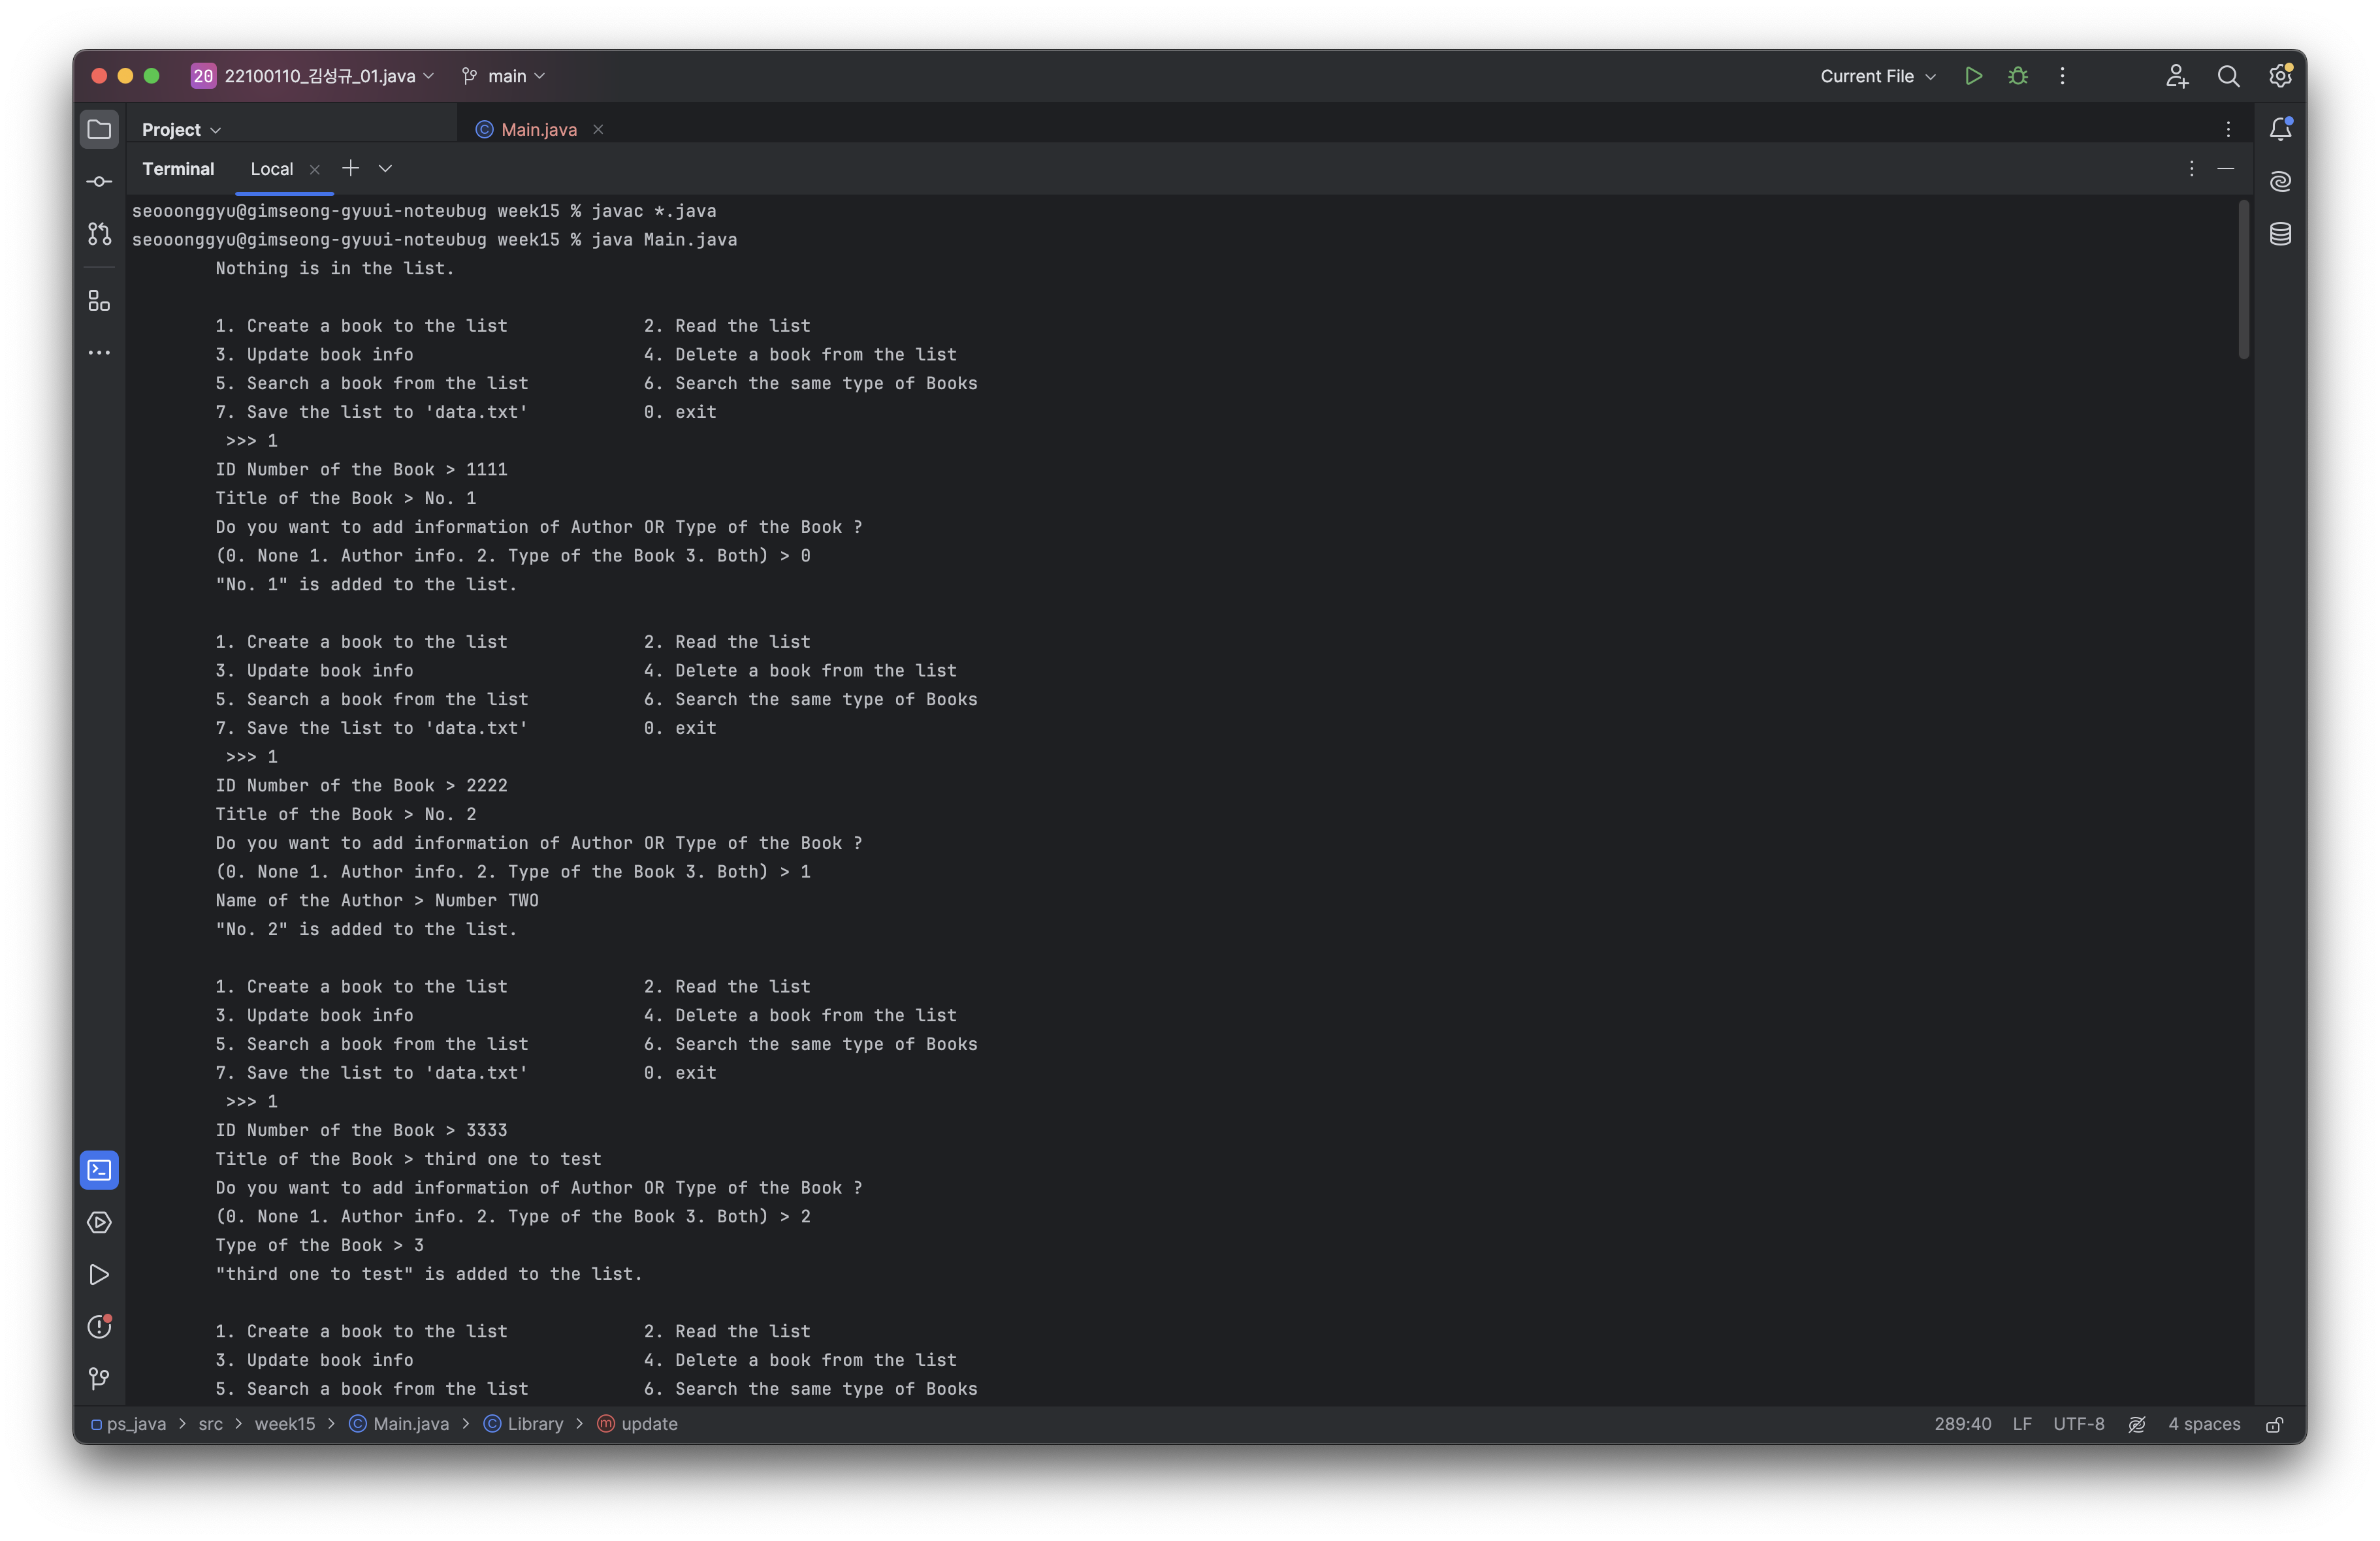 20 22100110_김성규_01.java main Current File
Project Main.java
Terminal Local
seooonggyu@gimseong-gyuui-noteubug week15 % javac *.java
seooonggyu@gimseong-gyuui-noteubug week15 % java Main.java
Nothing is in the list.
1. Create a book to the list 2. Read the list
3. Update book info 4. Delete a book from the list
5. Search a book from the list 6. Search the same type of Books
7. Save the list to 'data.txt' 0. exit
>>> 1
ID Number of the Book > 1111
Title of the Book > No. 1
Do you want to add information of Author OR Type of the Book ?
(0. None 1. Author info. 2. Type of the Book 3. Both) > 0
"No. 1" is added to the list.
1. Create a book to the list 2. Read the list
3. Update book info 4. Delete a book from the list
5. Search a book from the list 6. Search the same type of Books
7. Save the list to 'data.txt' 0. exit
>>> 1
ID Number of the Book > 2222
Title of the Book > No. 2
Do you want to add information of Author OR Type of the Book ?
(0. None 1. Author info. 2. Type of the Book 3. Both) > 1
Name of the Author > Number TWO
"No. 2" is added to the list.
1. Create a book to the list 2. Read the list
3. Update book info 4. Delete a book from the list
5. Search a book from the list 6. Search the same type of Books
7. Save the list to 'data.txt' 0. exit
>>> 1
ID Number of the Book > 3333
Title of the Book > third one to test
Do you want to add information of Author OR Type of the Book ?
(0. None 1. Author info. 2. Type of the Book 3. Both) > 2
Type of the Book > 3
"third one to test" is added to the list.
1. Create a book to the list 2. Read the list
3. Update book info 4. Delete a book from the list
5. Search a book from the list 6. Search the same type of Books
ps_java > src > week15 > Main.java > Library > update 289:40 LF UTF-8 4 spaces